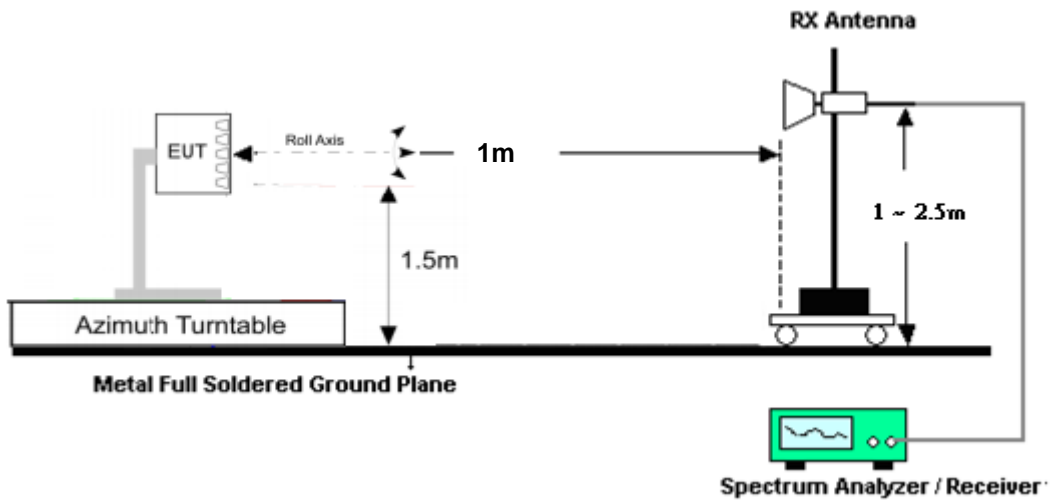 RX Antenna
EUT
Roll Axis
1m
1 ~ 2.5m
1.5m
Azimuth Turntable
Metal Full Soldered Ground Plane
Spectrum Analyzer / Receiver